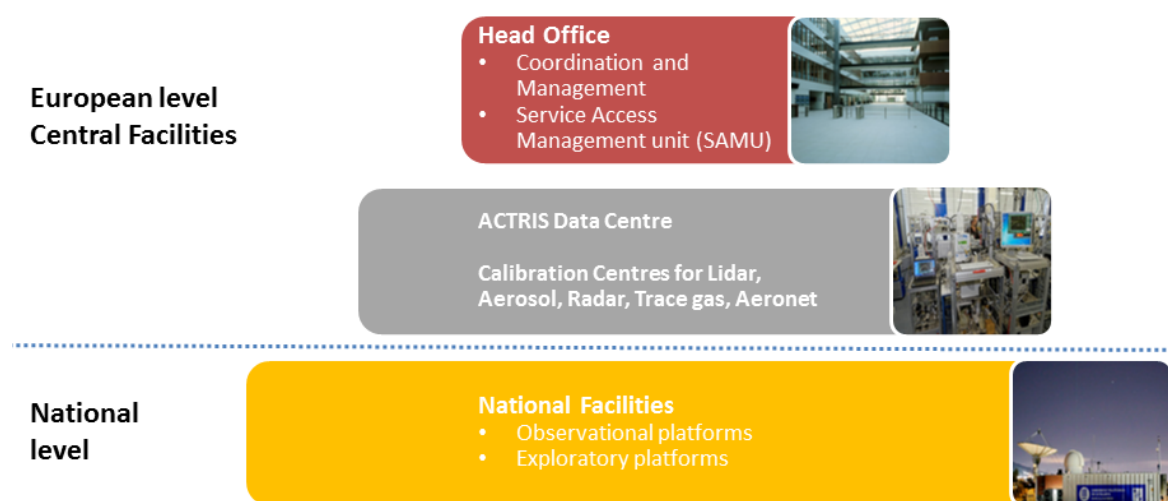 European level
Central Facilities
Head Office
• Coordination and
Management
• Service Access
Management unit (SAMU)
ACTRIS Data Centre
Calibration Centres for Lidar,
Aerosol, Radar, Trace gas, Aeronet
National
level
National Facilities
• Observational platforms
• Exploratory platforms